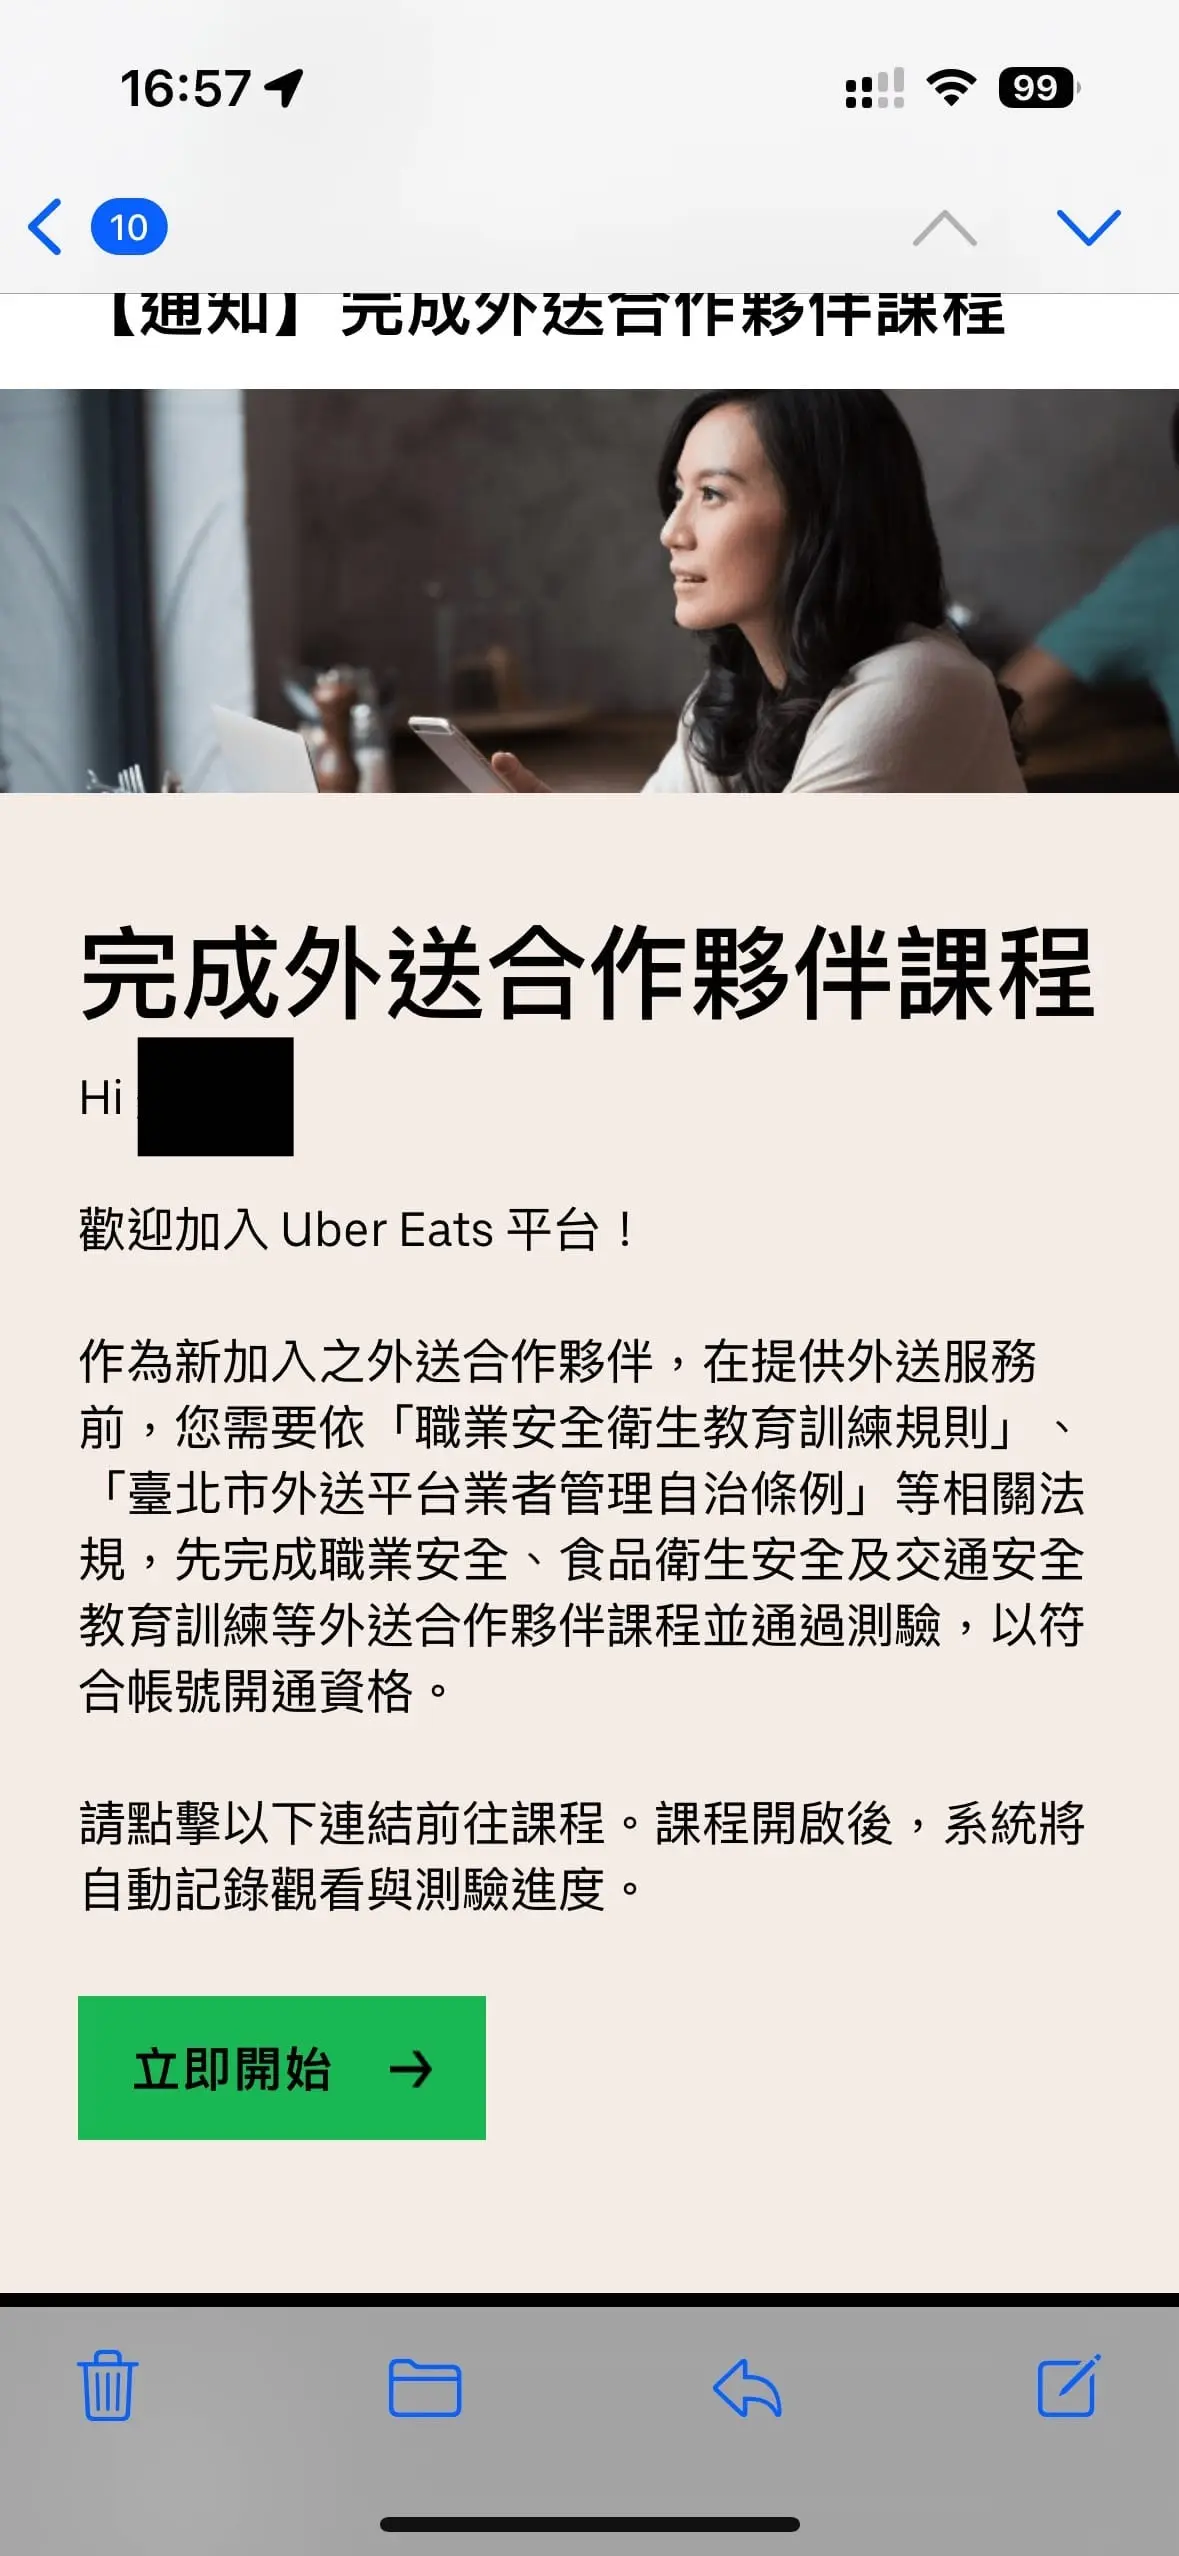 16:57
99
10
【通知】完成外送合作夥伴課程
完成外送合作夥伴課程
Hi
歡迎加入 Uber Eats 平台！
作為新加入之外送合作夥伴，在提供外送服務
前，您需要依「職業安全衛生教育訓練規則」、
「臺北市外送平台業者管理自治條例」等相關法
規，先完成職業安全、食品衛生安全及交通安全
教育訓練等外送合作夥伴課程並通過測驗，以符
合帳號開通資格。
請點擊以下連結前往課程。課程開啟後，系統將
自動記錄觀看與測驗進度。
立即開始 →